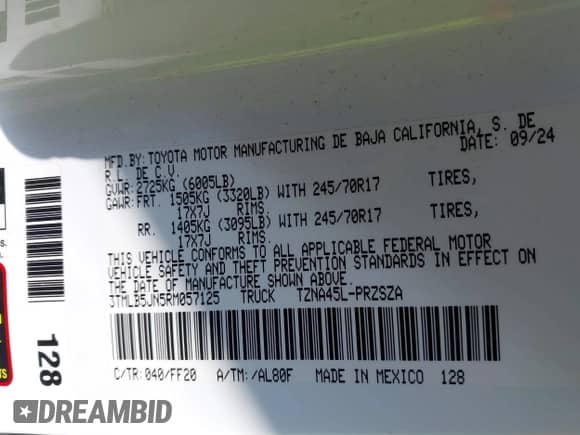 MFD.BY:TOYOTA MOTOR MANUFACTURING DE BAJA CALIFORNIA, S. DE
R.L. DE C.V.
DATE: 09/24
GVWR: 2725KG (6005LB)
GAWR: FRT. 1505KG (3320LB) WITH 245/70R17 TIRES,
17X7J RIMS.
RR. 1405KG (3095LB) WITH 245/70R17 TIRES,
17X7J RIMS.
THIS VEHICLE CONFORMS TO ALL APPLICABLE FEDERAL MOTOR
VEHICLE SAFETY AND THEFT PREVENTION STANDARDS IN EFFECT ON
THE DATE OF MANUFACTURE SHOWN ABOVE.
3TMLB5JN5RM057125 TRUCK TZNA45L-PRZSZA
C/TR: 040/FF20 A/TM: /AL80F MADE IN MEXICO 128
128
DREAMBID